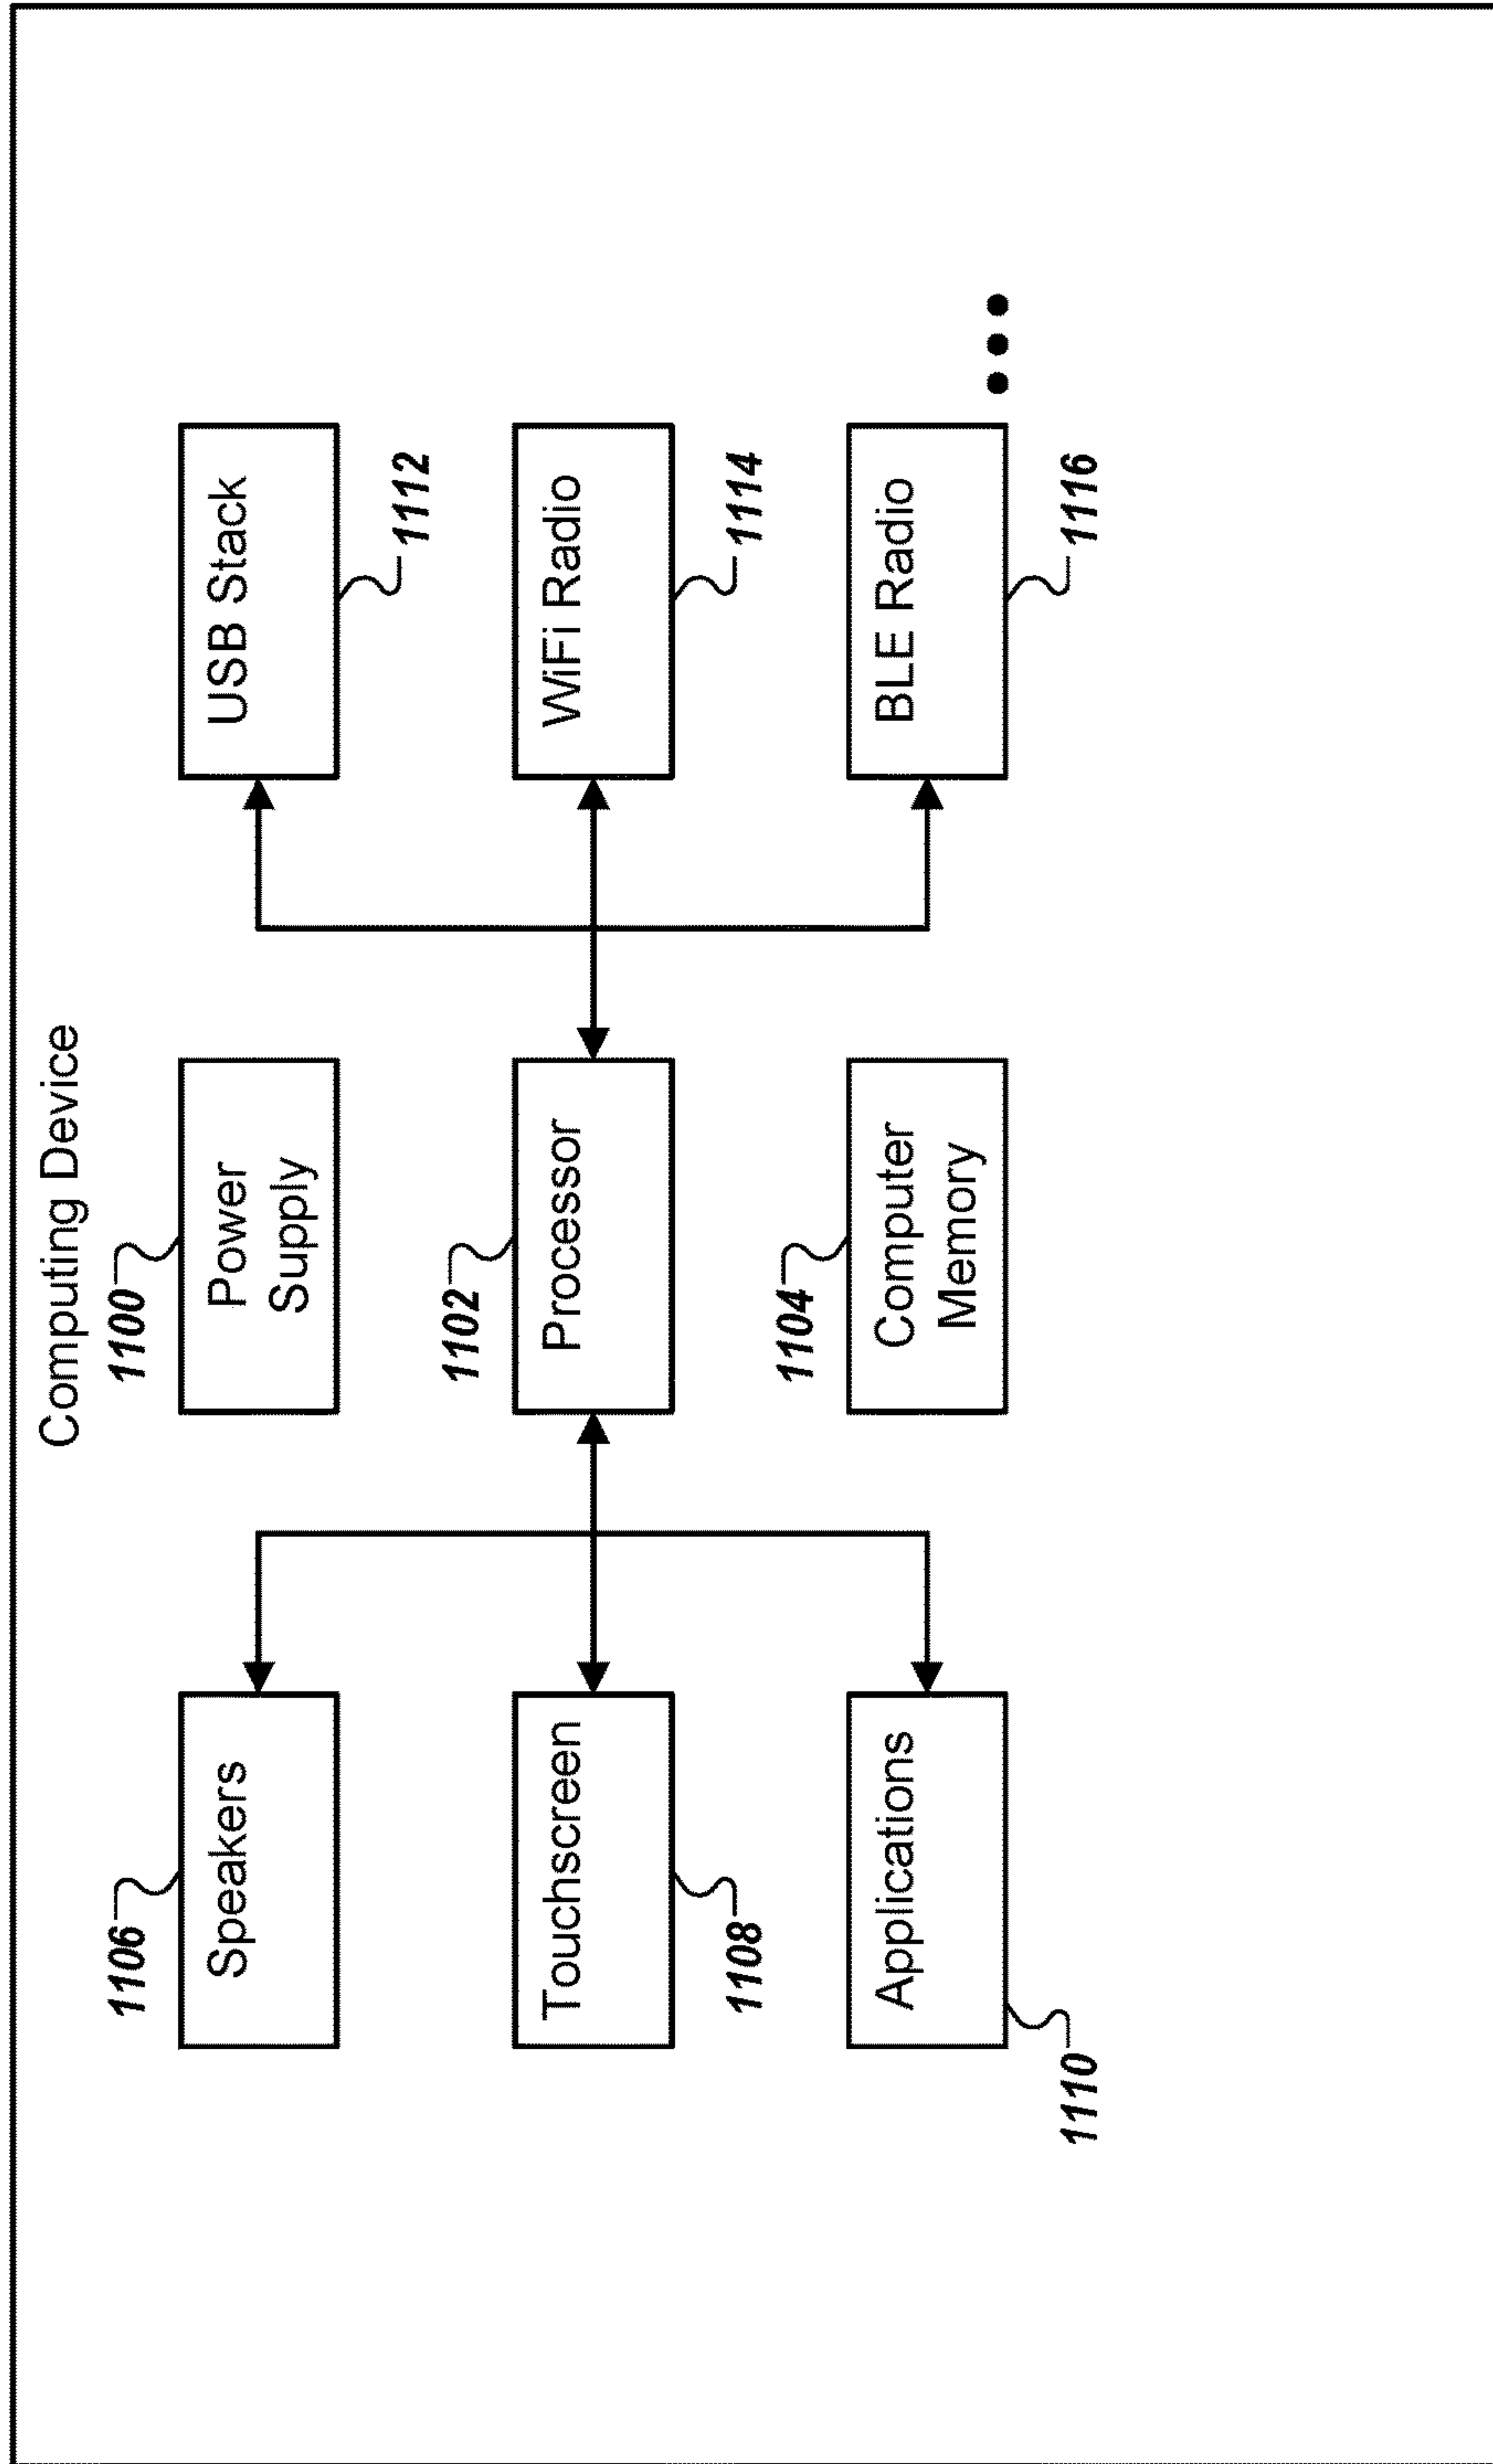 Computing Device
1106
Speakers
1100
Power
Supply
USB Stack
1112
1102
Touchscreen
1108
Processor
WiFi Radio
1114
1104
Applications
1110
Computer
Memory
BLE Radio
1116